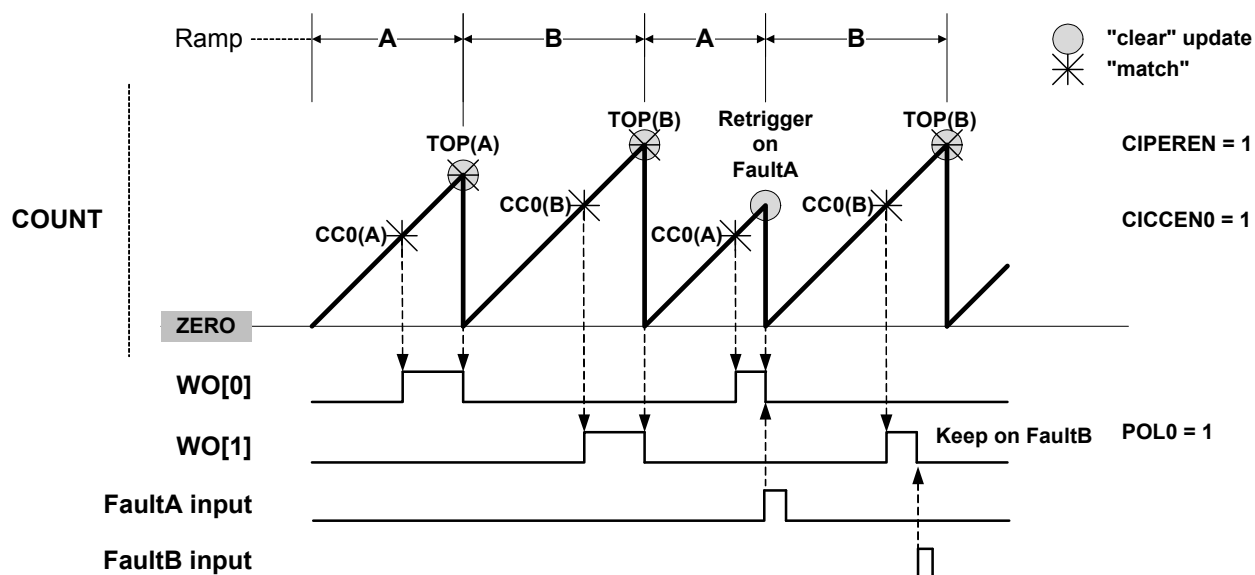 Ramp A B A B
"clear" update
"match"
TOP(A)
TOP(B)
Retrigger
on
FaultA
TOP(B)
CIPEREN = 1
COUNT
CC0(A)
CC0(B)
CC0(A)
CC0(B)
CICCEN0 = 1
ZERO
WO[0]
WO[1]
Keep on FaultB
POL0 = 1
FaultA input
FaultB input